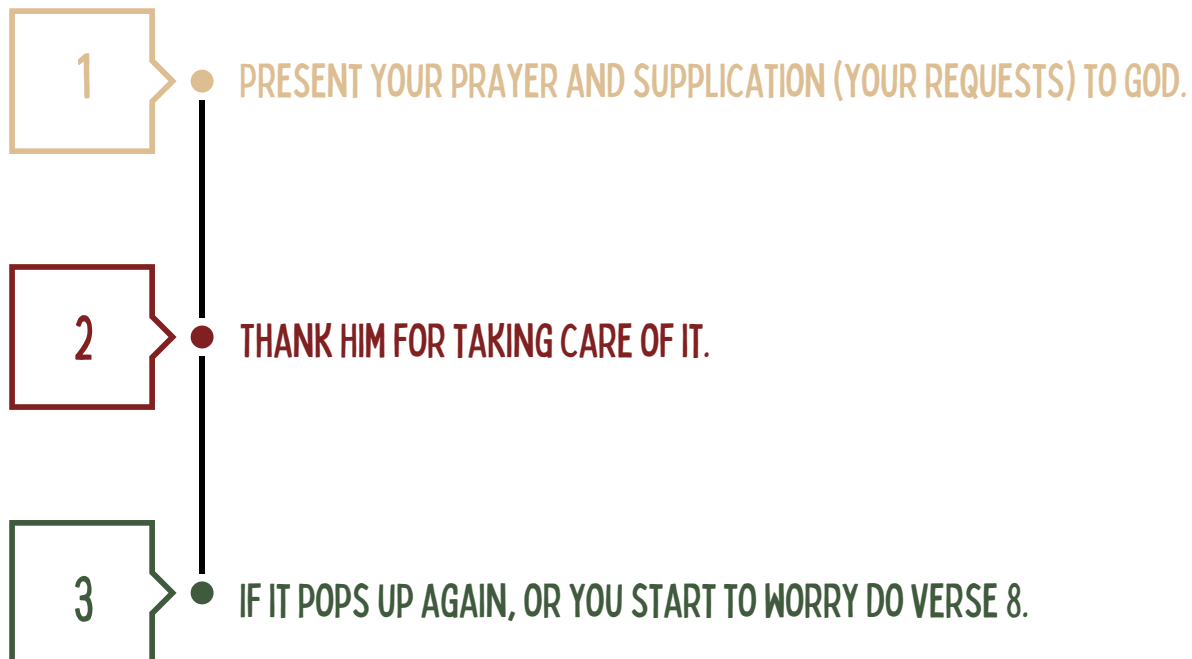 1
PRESENT YOUR PRAYER AND SUPPLICATION (YOUR REQUESTS) TO GOD.
2
THANK HIM FOR TAKING CARE OF IT.
3
IF IT POPS UP AGAIN, OR YOU START TO WORRY DO VERSE 8.